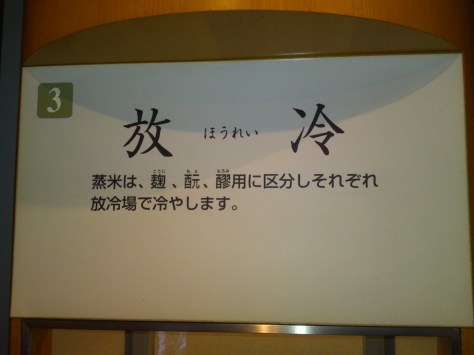 3
放 ほうれい 冷
蒸米は、麹、酛、醪用に区分しそれぞれ
放冷場で冷やします。